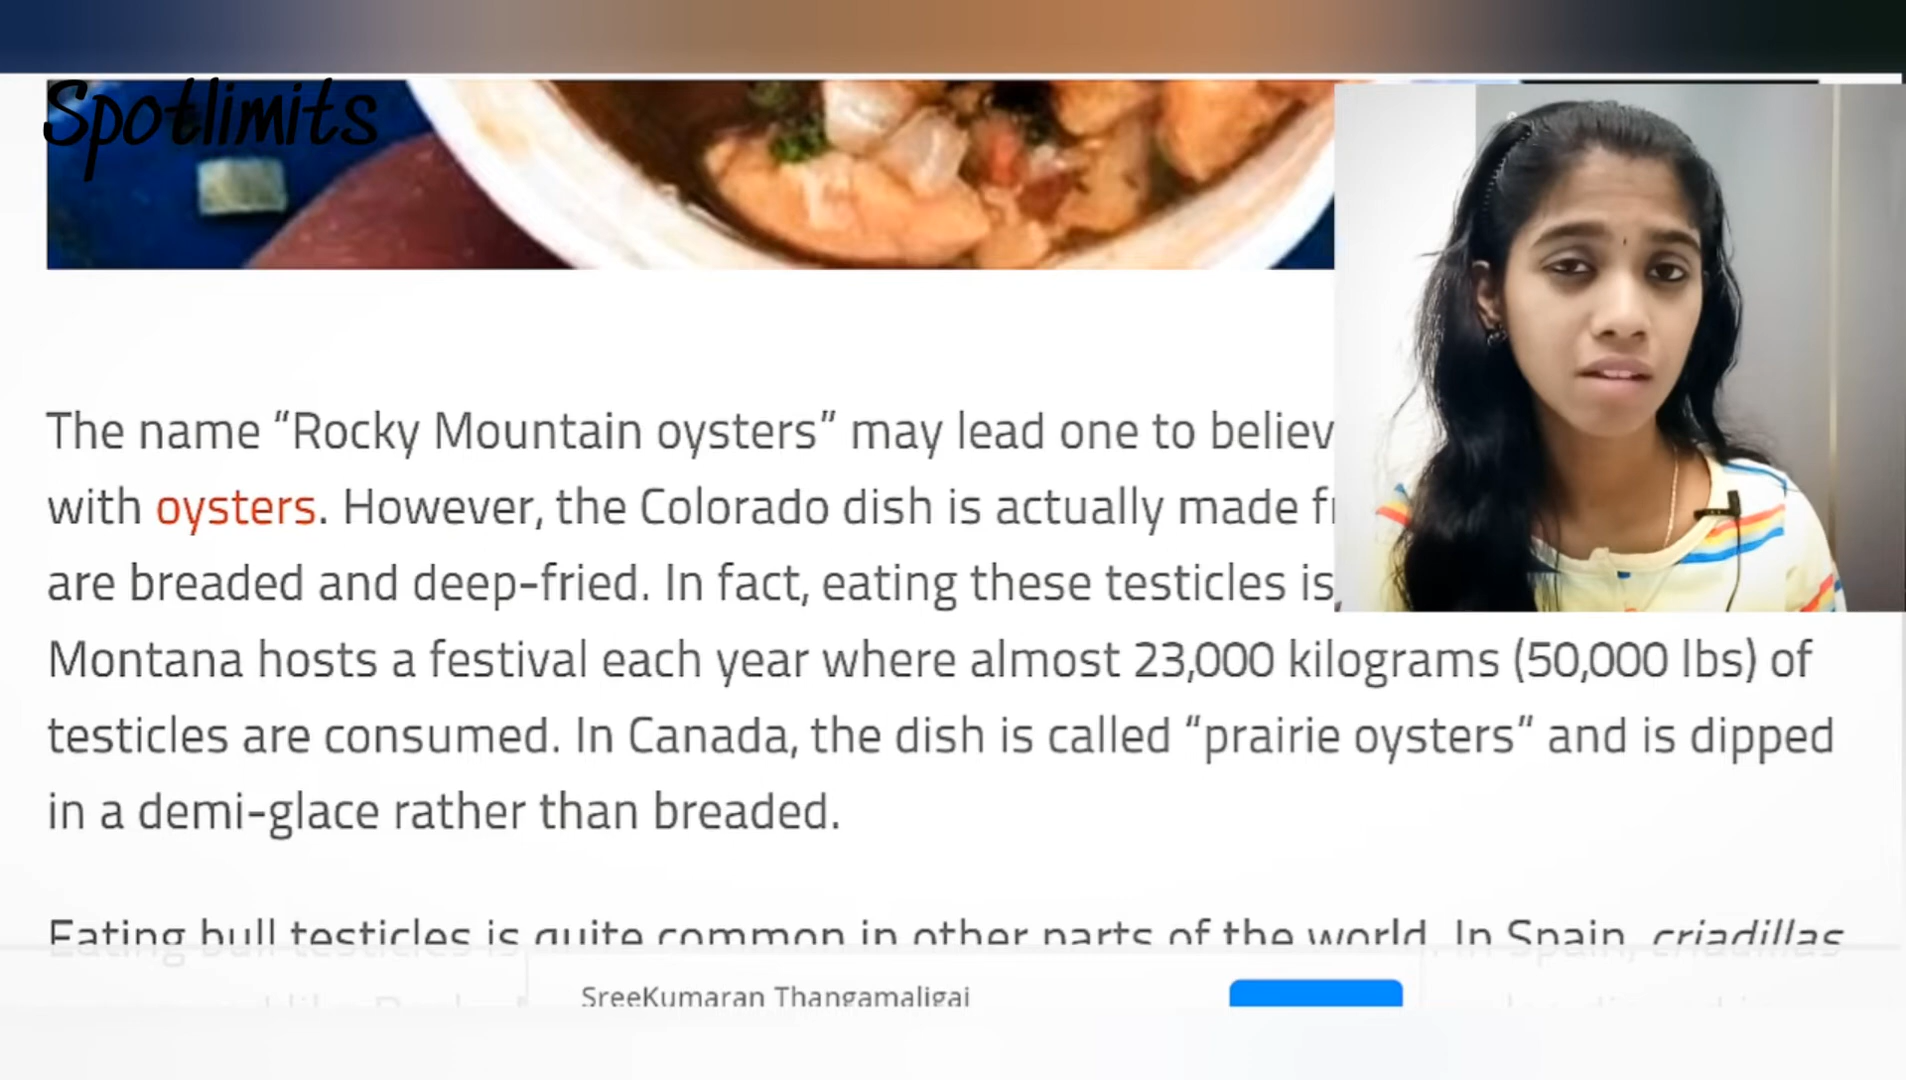 Spotlimits
The name “Rocky Mountain oysters” may lead one to believ
with oysters. However, the Colorado dish is actually made fr
are breaded and deep-fried. In fact, eating these testicles is
Montana hosts a festival each year where almost 23,000 kilograms (50,000 lbs) of
testicles are consumed. In Canada, the dish is called “prairie oysters” and is dipped
in a demi-glace rather than breaded.
Eating bull testicles is quite common in other parts of the world. In Spain, criadillas
SreeKumaran Thangamaligai